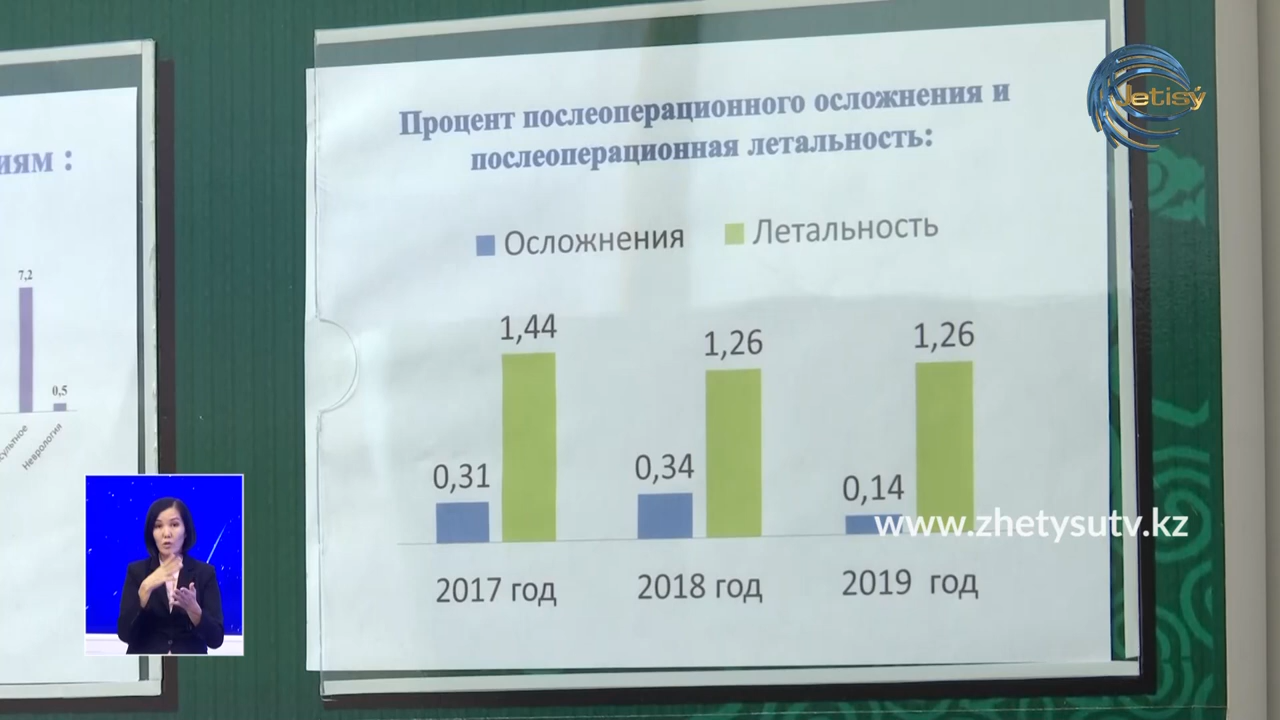 иям :
7,2
0,5
Неврология
Процент послеоперационного осложнения и
послеоперационная летальность:
Осложнения
Летальность
1,44
1,26
1,26
0,31
0,34
0,14
2017 год
2018 год
2019 год
Jetisý
www.zhetysutv.kz